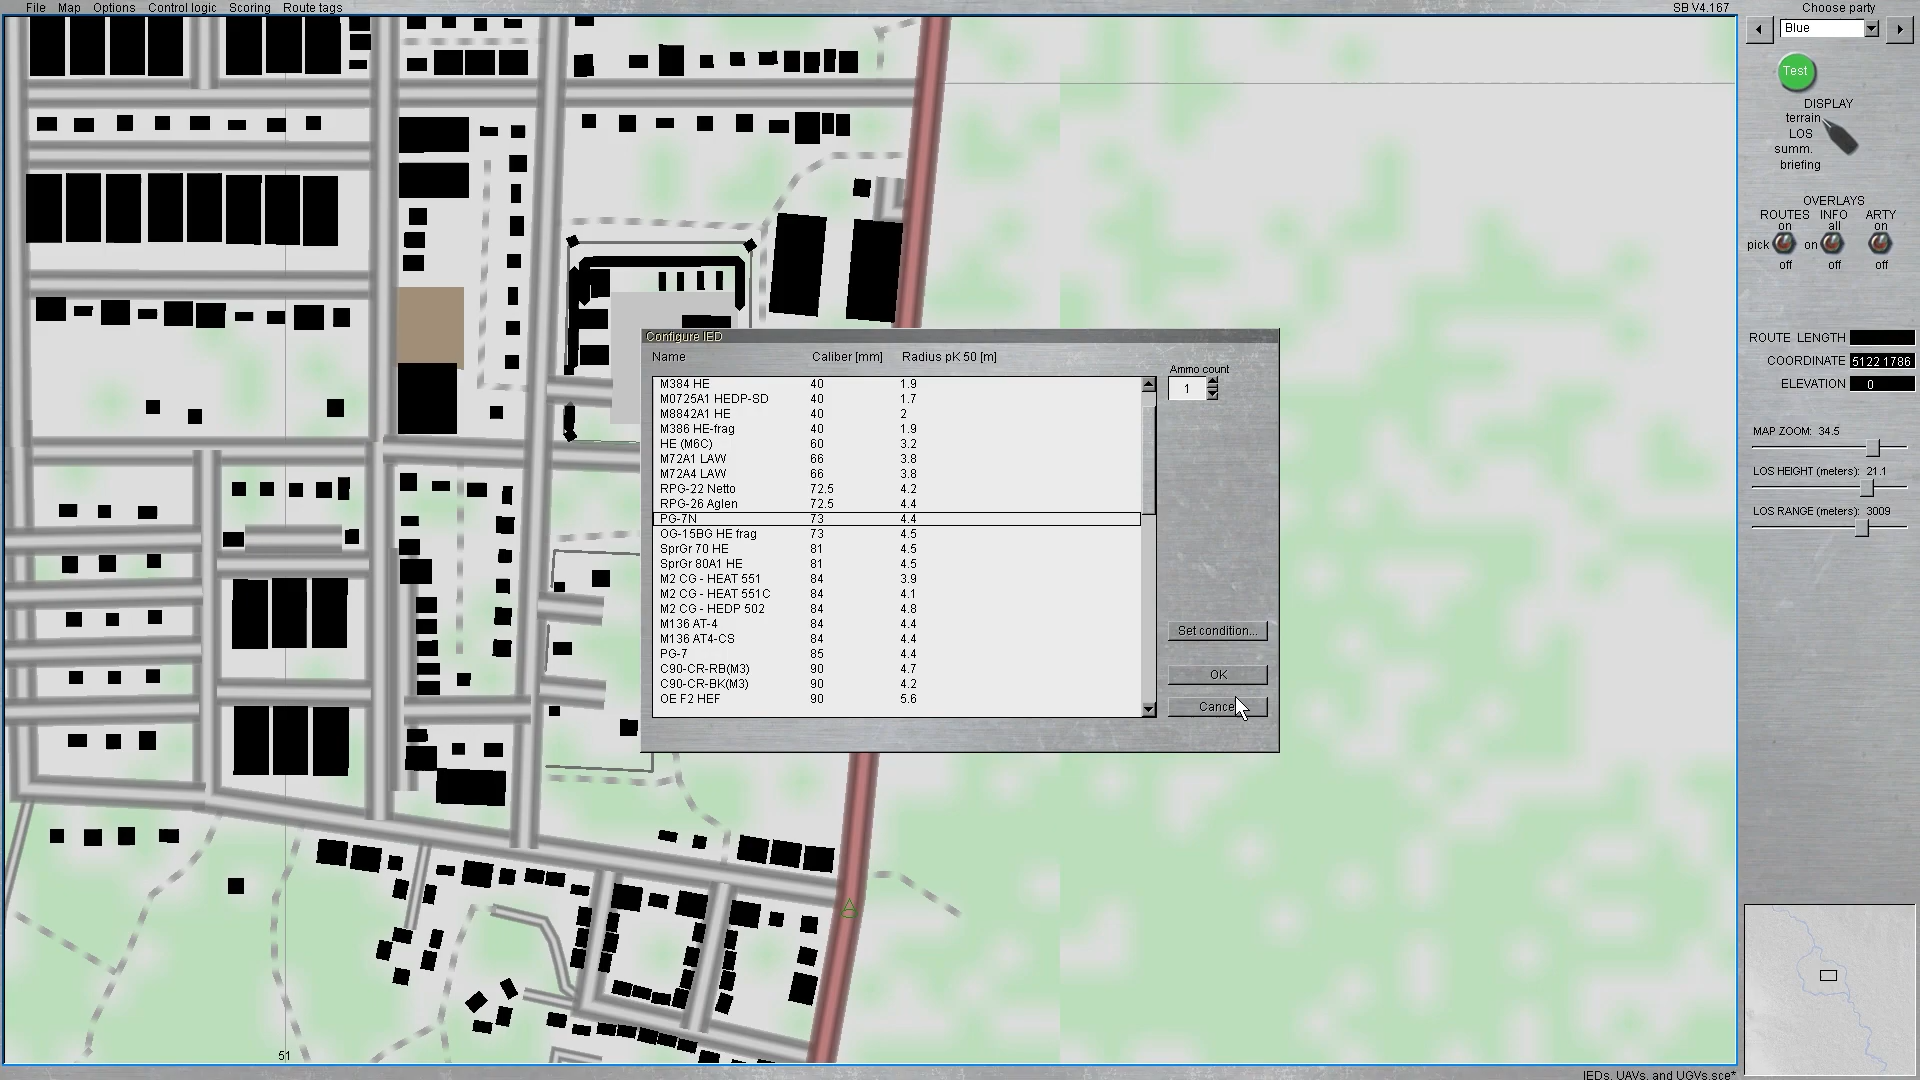 File Map Options Control logic Scoring Route tags
SB V4.167
Choose party
Blue
Test
DISPLAY
terrain
LOS
summ.
briefing
OVERLAYS
ROUTES INFO ARTY
on all on
pick on
off off off
ROUTE LENGTH
COORDINATE 5122 1786
ELEVATION 0
MAP ZOOM: 34.5
LOS HEIGHT (meters): 21.1
LOS RANGE (meters): 3009
Configure IED
Name Caliber [mm] Radius pK 50 [m]
Ammo count
1
M384 HE 40 1.9
M0725A1 HEDP-SD 40 1.7
M8842A1 HE 40 2
M386 HE-frag 40 1.9
HE (M6C) 60 3.2
M72A1 LAW 66 3.8
M72A4 LAW 66 3.8
RPG-22 Netto 72.5 4.2
RPG-26 Aglen 72.5 4.4
PG-7N 73 4.4
OG-15BG HE frag 73 4.5
SprGr 70 HE 81 4.5
SprGr 80A1 HE 81 4.5
M2 CG - HEAT 551 84 3.9
M2 CG - HEAT 551C 84 4.1
M2 CG - HEDP 502 84 4.8
M136 AT-4 84 4.4
M136 AT4-CS 84 4.4
PG-7 85 4.4
C90-CR-RB(M3) 90 4.7
C90-CR-BK(M3) 90 4.2
OE F2 HEF 90 5.6
Set condition...
OK
Cancel
51
IEDs, UAVs, and UGVs.sce*